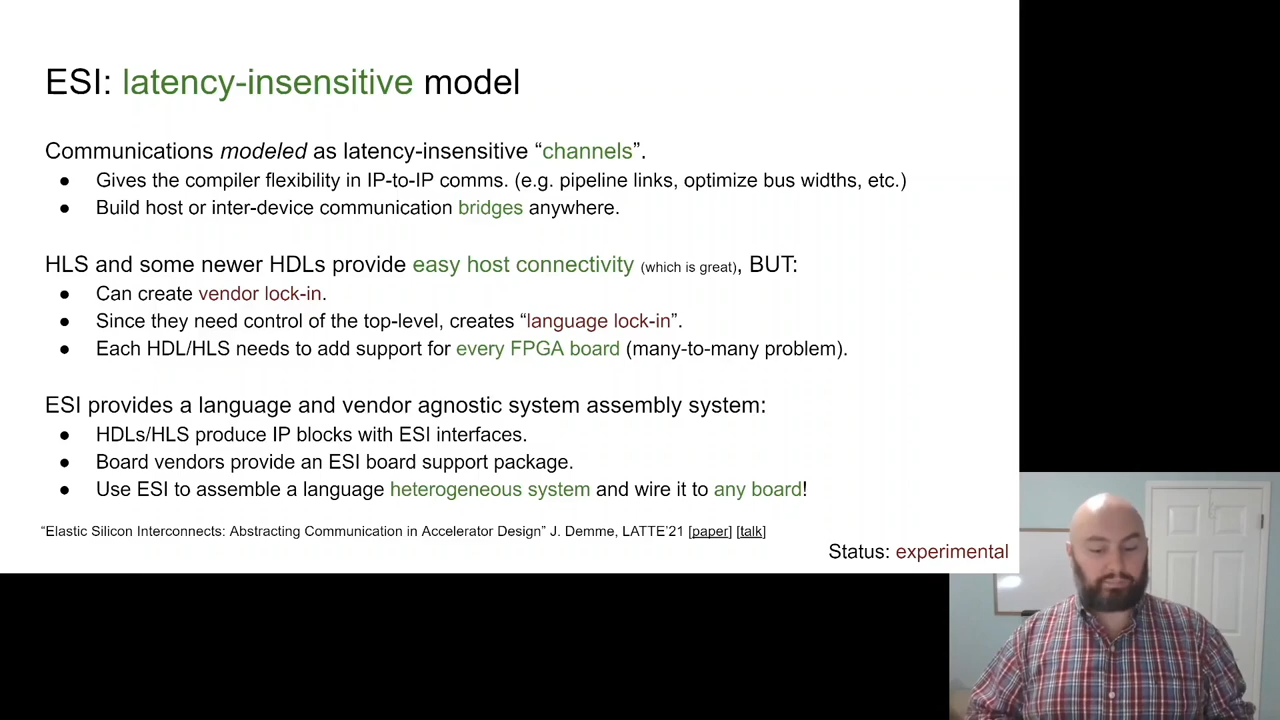 ESI: latency-insensitive model
Communications modeled as latency-insensitive “channels”.
● Gives the compiler flexibility in IP-to-IP comms. (e.g. pipeline links, optimize bus widths, etc.)
● Build host or inter-device communication bridges anywhere.
HLS and some newer HDLs provide easy host connectivity (which is great), BUT:
● Can create vendor lock-in.
● Since they need control of the top-level, creates “language lock-in”.
● Each HDL/HLS needs to add support for every FPGA board (many-to-many problem).
ESI provides a language and vendor agnostic system assembly system:
● HDLs/HLS produce IP blocks with ESI interfaces.
● Board vendors provide an ESI board support package.
● Use ESI to assemble a language heterogeneous system and wire it to any board!
“Elastic Silicon Interconnects: Abstracting Communication in Accelerator Design” J. Demme, LATTE’21 [paper] [talk]
Status: experimental